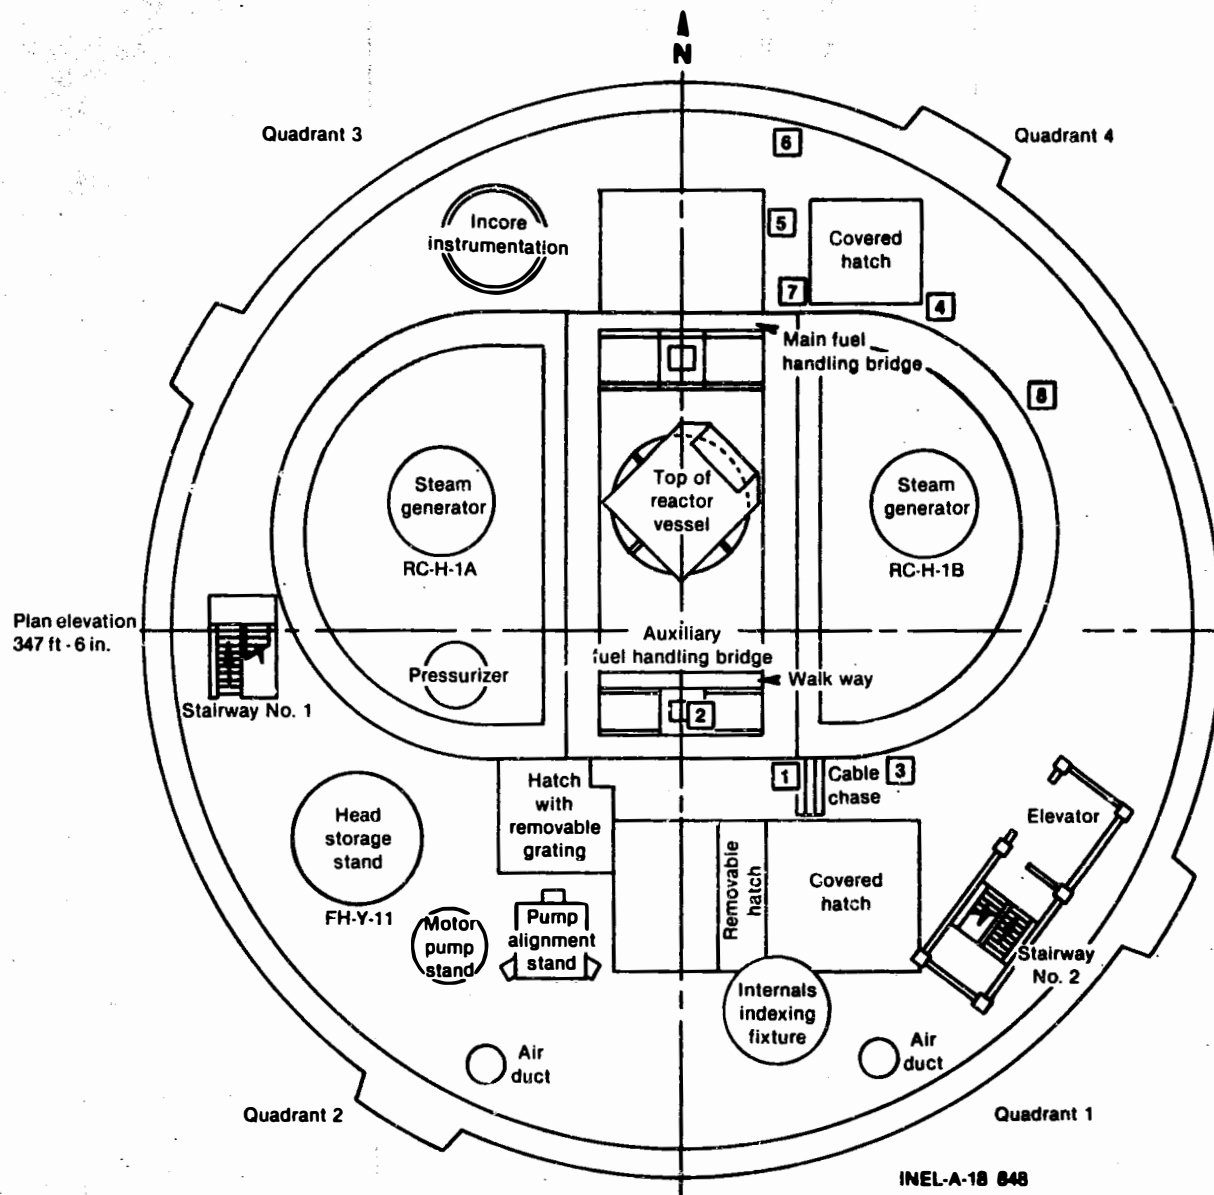 N
Quadrant 3
Quadrant 4
6
Incore
instrumentation
5
Covered
hatch
7
4
Main fuel
handling bridge
8
Steam
generator
RC-H-1A
Top of
reactor
vessel
Steam
generator
RC-H-1B
Plan elevation
347 ft - 6 in.
Auxiliary
fuel handling bridge
Pressurizer
Walk way
Stairway No. 1
2
1
Cable
chase
3
Hatch
with
removable
grating
Head
storage
stand
FH-Y-11
Elevator
Removable
hatch
Covered
hatch
Motor
pump
stand
Pump
alignment
stand
Stairway
No. 2
Internals
indexing
fixture
Air
duct
Air
duct
Quadrant 2
Quadrant 1
INEL-A-18 848